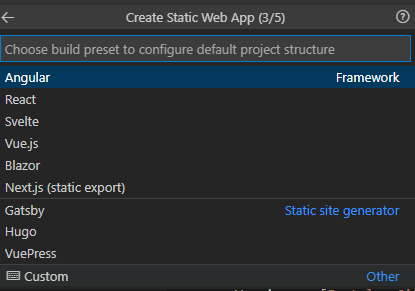 Create Static Web App (3/5)
Choose build preset to configure default project structure
Angular Framework
React
Svelte
Vue.js
Blazor
Next.js (static export)
Gatsby Static site generator
Hugo
VuePress
Custom Other